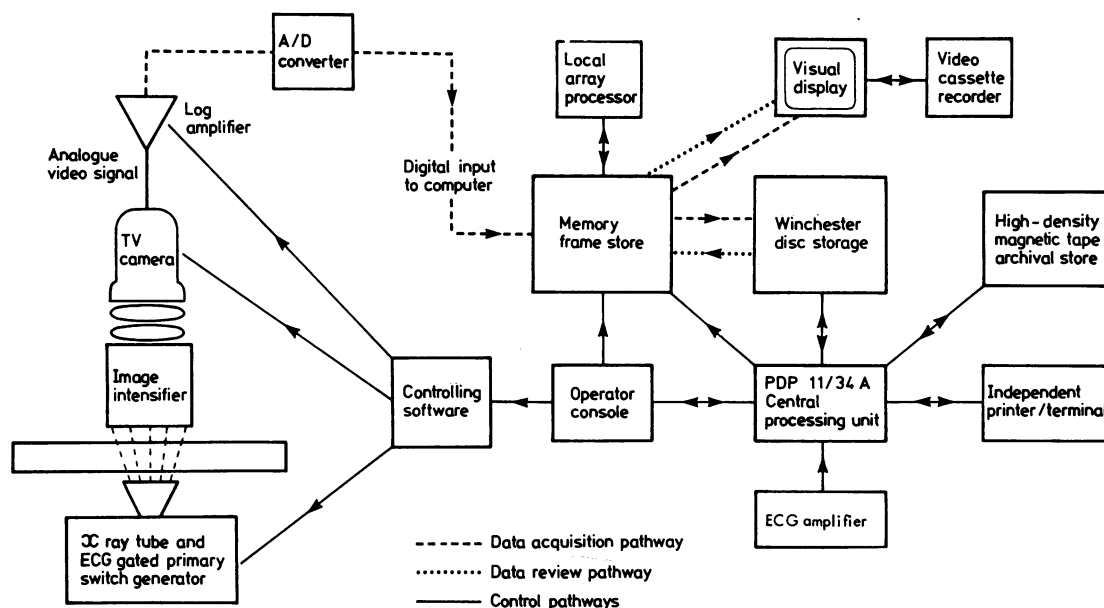 A/D
converter
Log
amplifier
Analogue
video signal
TV
camera
Image
intensifier
X ray tube and
ECG gated primary
switch generator
Digital input
to computer
Controlling
software
Local
array
processor
Visual
display
Video
cassette
recorder
Memory
frame store
Winchester
disc storage
High-density
magnetic tape
archival store
Operator
console
PDP 11/34 A
Central
processing unit
Independent
printer/terminal
ECG amplifier
Data acquisition pathway
Data review pathway
Control pathways